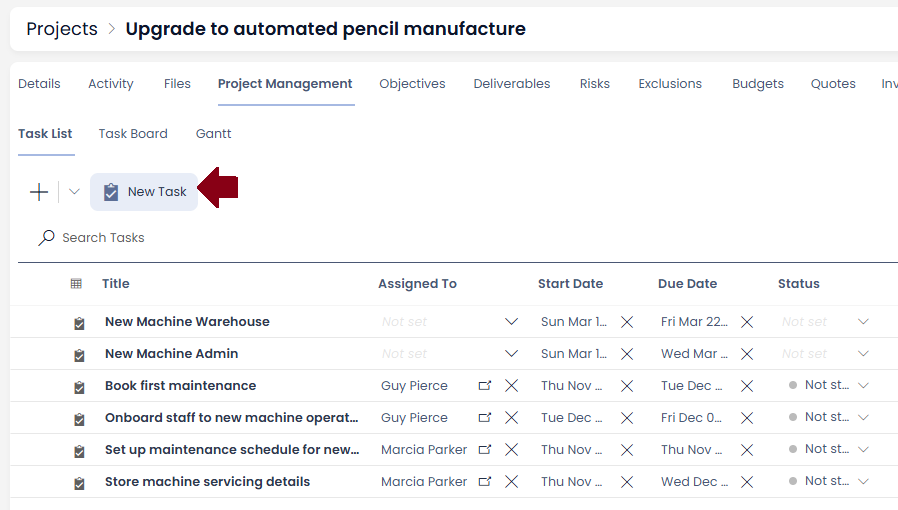 Projects > Upgrade to automated pencil manufacture
Details Activity Files Project Management Objectives Deliverables Risks Exclusions Budgets Quotes Inv
Task List Task Board Gantt
New Task
Search Tasks
Title Assigned To Start Date Due Date Status
New Machine Warehouse Not set Sun Mar 1... Fri Mar 22... Not set
New Machine Admin Not set Sun Mar 1... Wed Mar ... Not set
Book first maintenance Guy Pierce Thu Nov ... Tue Dec ... Not st...
Onboard staff to new machine operat... Guy Pierce Tue Dec ... Fri Dec 0... Not st...
Set up maintenance schedule for new... Marcia Parker Thu Nov ... Thu Nov ... Not st...
Store machine servicing details Marcia Parker Thu Nov ... Wed Dec ... Not st...